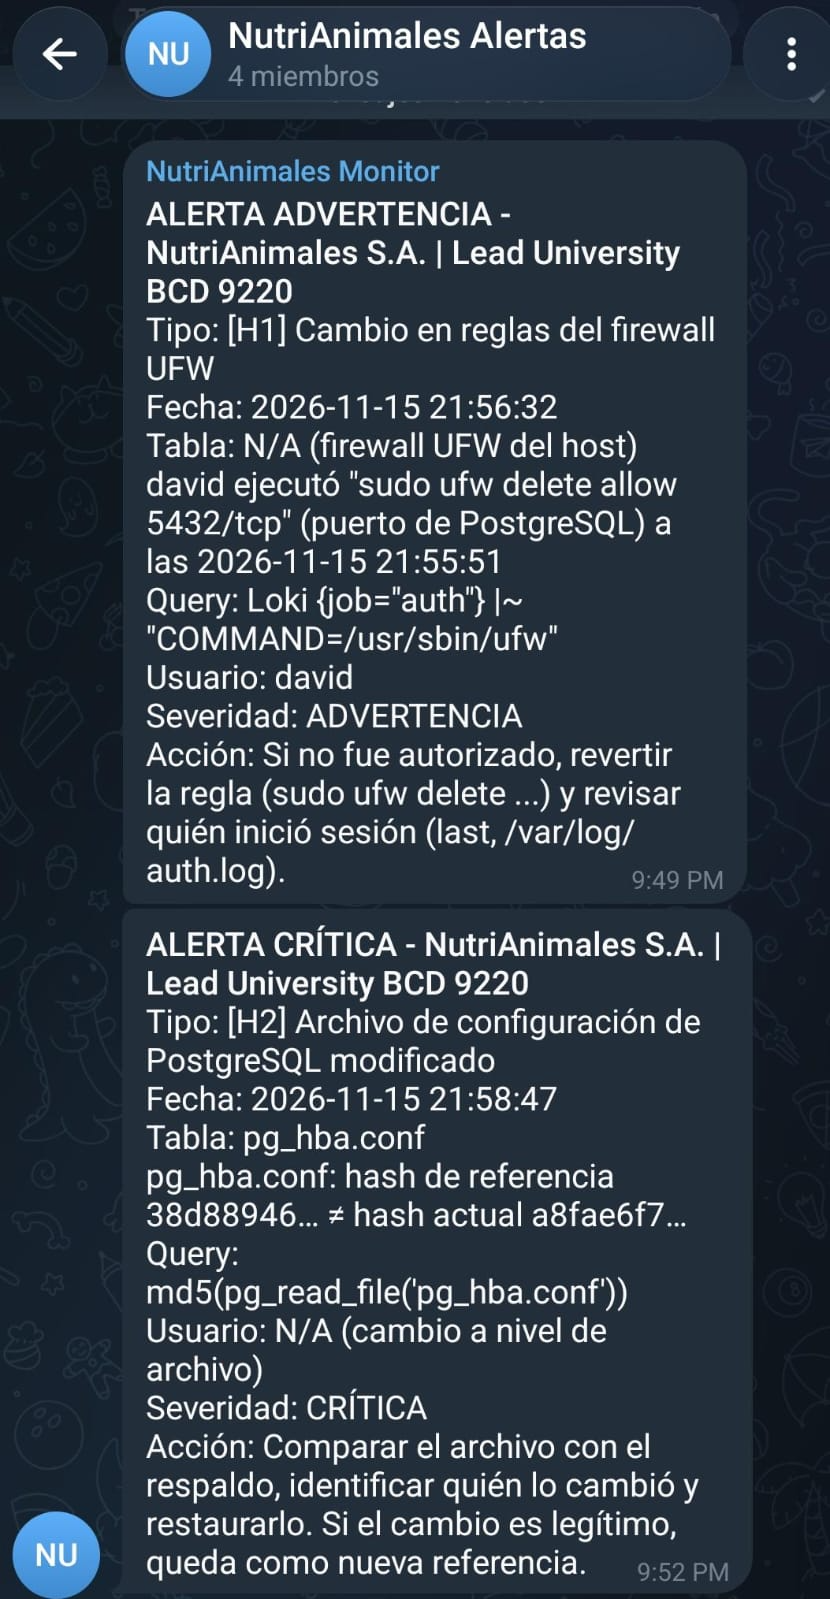 NU
NutriAnimales Alertas
4 miembros
NutriAnimales Monitor
ALERTA ADVERTENCIA -
NutriAnimales S.A. | Lead University
BCD 9220
Tipo: [H1] Cambio en reglas del firewall
UFW
Fecha: 2026-11-15 21:56:32
Tabla: N/A (firewall UFW del host)
david ejecutó "sudo ufw delete allow
5432/tcp" (puerto de PostgreSQL) a
las 2026-11-15 21:55:51
Query: Loki {job="auth"} |~
"COMMAND=/usr/sbin/ufw"
Usuario: david
Severidad: ADVERTENCIA
Acción: Si no fue autorizado, revertir
la regla (sudo ufw delete ...) y revisar
quién inició sesión (last, /var/log/
auth.log).
9:49 PM
ALERTA CRÍTICA - NutriAnimales S.A. |
Lead University BCD 9220
Tipo: [H2] Archivo de configuración de
PostgreSQL modificado
Fecha: 2026-11-15 21:58:47
Tabla: pg_hba.conf
pg_hba.conf: hash de referencia
38d88946... ≠ hash actual a8fae6f7...
Query:
md5(pg_read_file('pg_hba.conf'))
Usuario: N/A (cambio a nivel de
archivo)
Severidad: CRÍTICA
Acción: Comparar el archivo con el
respaldo, identificar quién lo cambió y
restaurarlo. Si el cambio es legítimo,
queda como nueva referencia.
9:52 PM
NU